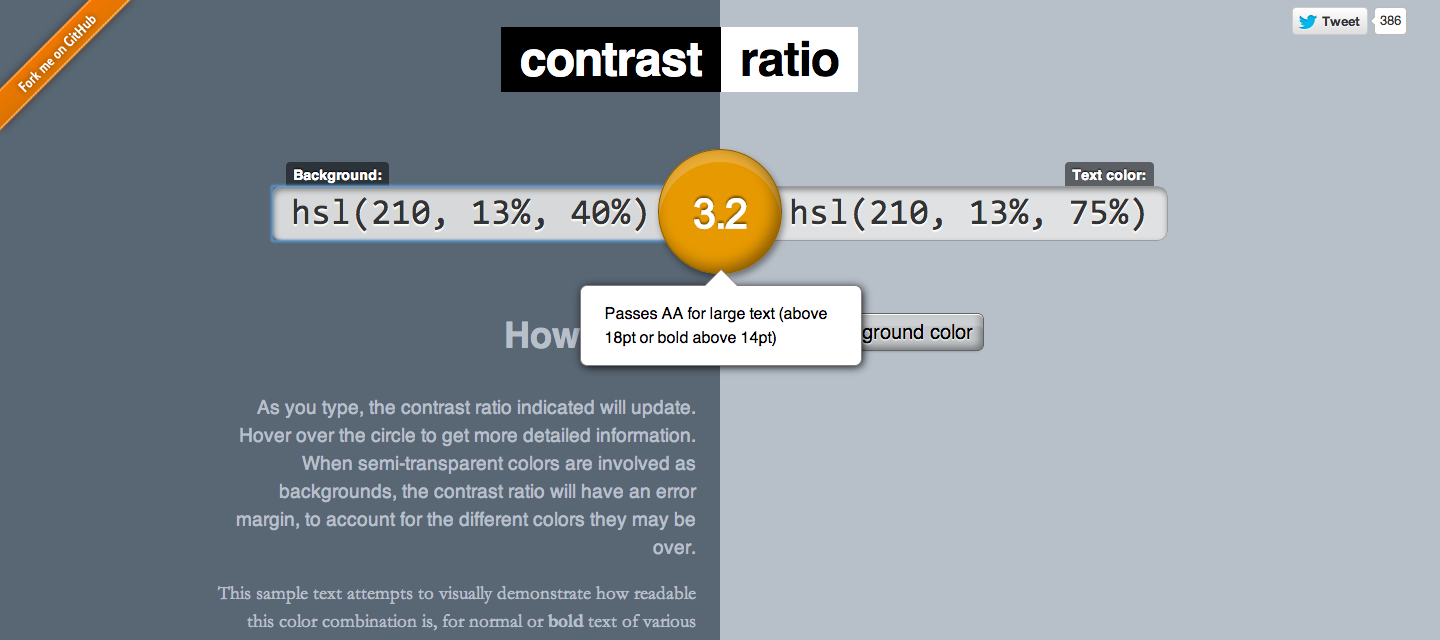 Fork me on GitHub
Tweet 386
contrast ratio
Background:
Text color:
hsl(210, 13%, 40%)
3.2
hsl(210, 13%, 75%)
Passes AA for large text (above
18pt or bold above 14pt)
How
ground color
As you type, the contrast ratio indicated will update.
Hover over the circle to get more detailed information.
When semi-transparent colors are involved as
backgrounds, the contrast ratio will have an error
margin, to account for the different colors they may be
over.
This sample text attempts to visually demonstrate how readable
this color combination is, for normal or bold text of various